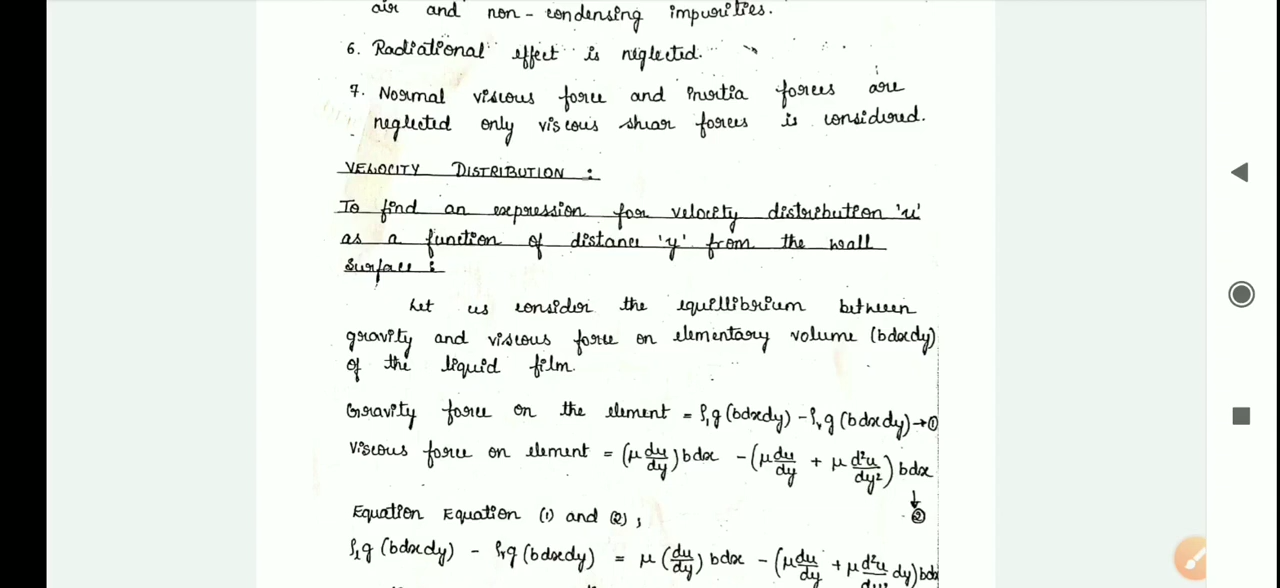 air and non-condensing impurities.
6. Radiational effect is neglected.
7. Normal viscous force and inertia forces are
neglected only viscous shear forces is considered.
VELOCITY DISTRIBUTION :
To find an expression for velocity distribution 'u'
as a function of distance 'y' from the wall
surface :
Let us consider the equillibrium between
gravity and viscous force on elementary volume (bdxdy)
of the liquid film.
Gravity force on the element = ρ₁g (bdxdy) - ρᵥg (bdxdy) → ①
Viscous force on element = (μ du/dy) bdx - (μ du/dy + μ d²u/dy²) bdx
↓
②
Equation Equation (1) and (2) ;
ρ₁g (bdxdy) - ρᵥg (bdxdy) = μ (du/dy) bdx - (μ du/dy + μ d²u/dy² dy) bdx